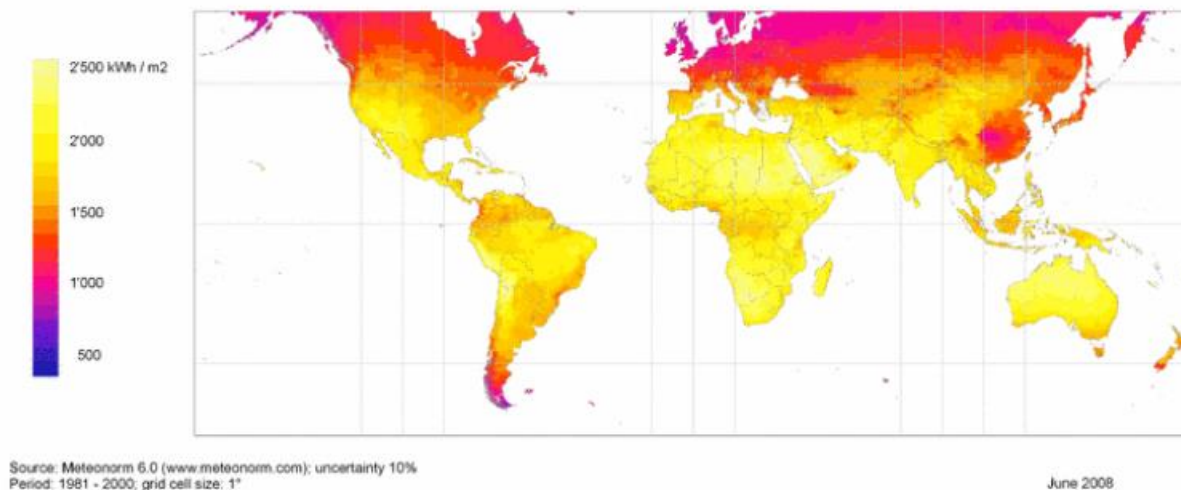 2'500 kWh / m2
2'000
1'500
1'000
500
Source: Meteonorm 6.0 (www.meteonorm.com); uncertainty 10%
Period: 1981 - 2000; grid cell size: 1°
June 2008